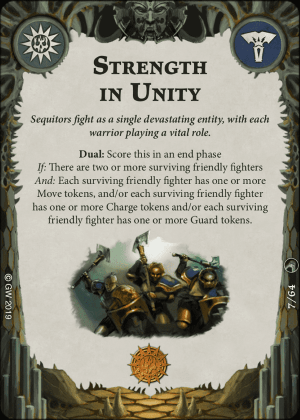 STRENGTH
IN UNITY
Sequitors fight as a single devastating entity, with each
warrior playing a vital role.
Dual: Score this in an end phase
If: There are two or more surviving friendly fighters
And: Each surviving friendly fighter has one or more
Move tokens, and/or each surviving friendly fighter
has one or more Charge tokens and/or each surviving
friendly fighter has one or more Guard tokens.
© GW 2019
7/64